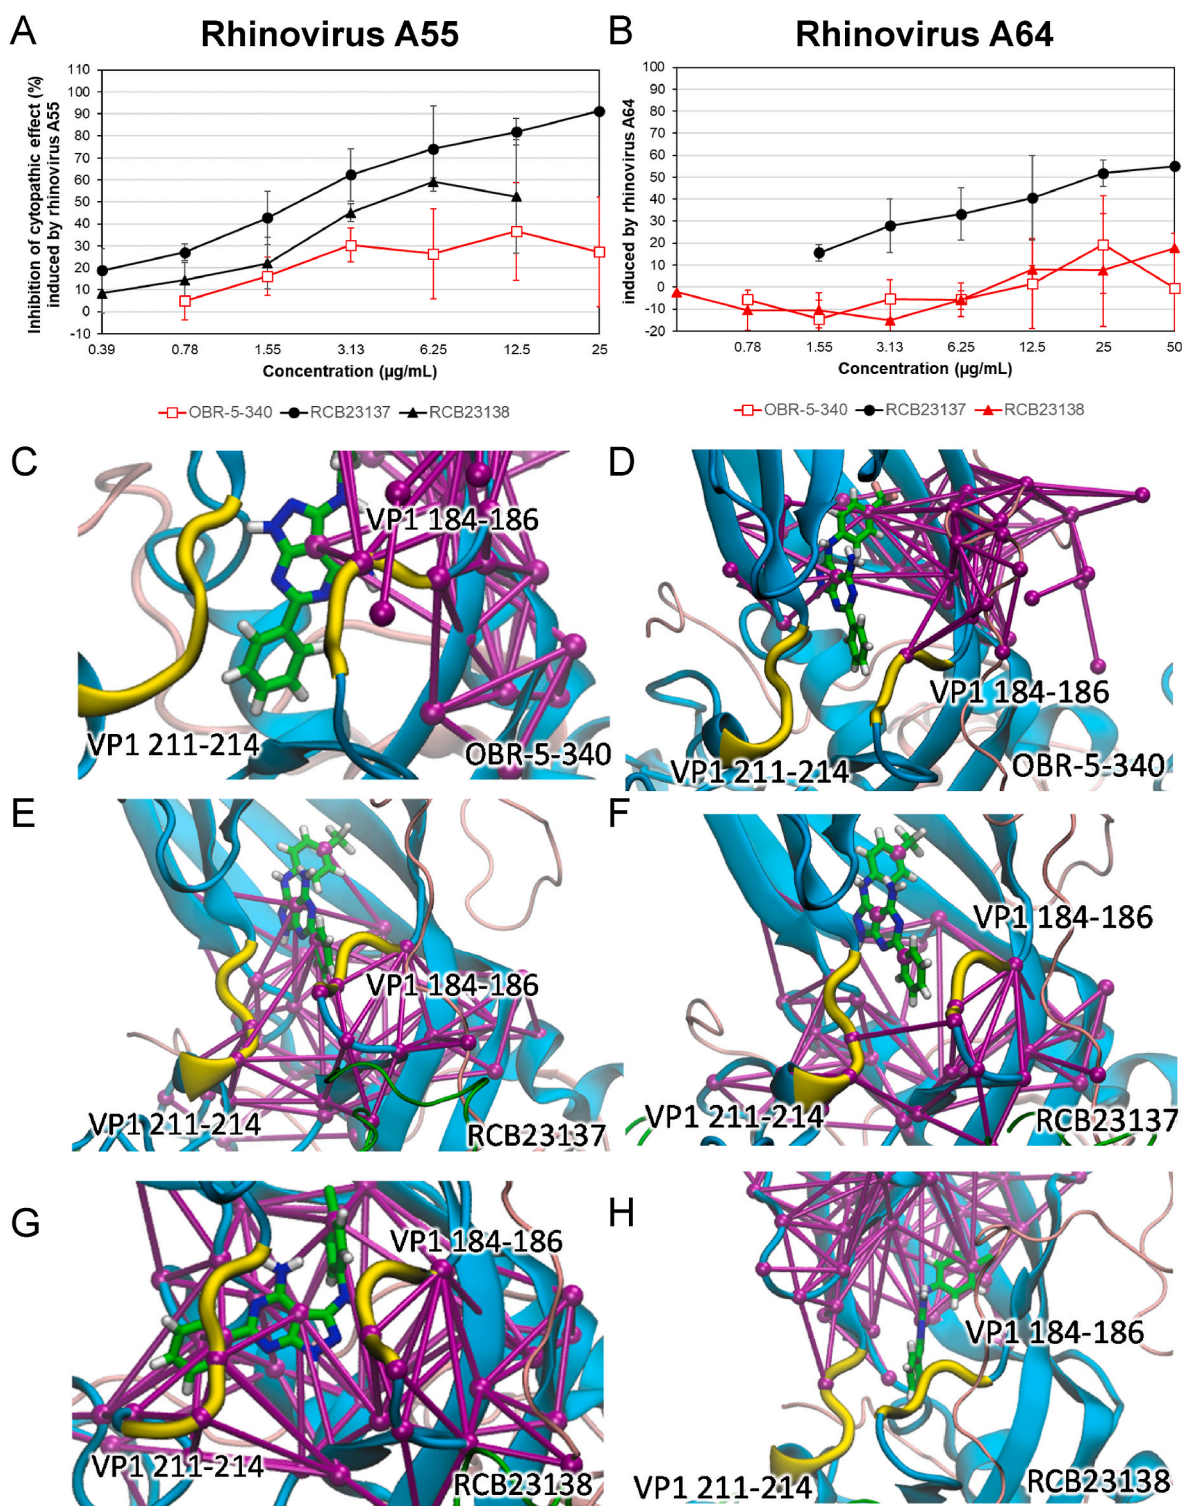 A
Rhinovirus A55
Inhibition of cytopathic effect (%)
induced by rhinovirus A55
110
100
90
80
70
60
50
40
30
20
10
0
-10
0.39 0.78 1.55 3.13 6.25 12.5 25
Concentration (µg/mL)
OBR-5-340 RCB23137 RCB23138
B
Rhinovirus A64
induced by rhinovirus A64
100
90
80
70
60
50
40
30
20
10
0
-10
-20
0.78 1.55 3.13 6.25 12.5 25 50
Concentration (µg/mL)
OBR-5-340 RCB23137 RCB23138
C
VP1 184-186
VP1 211-214
OBR-5-340
D
VP1 184-186
VP1 211-214
OBR-5-340
E
VP1 184-186
VP1 211-214
RCB23137
F
VP1 184-186
VP1 211-214
RCB23137
G
VP1 184-186
VP1 211-214
RCB23138
H
VP1 184-186
VP1 211-214
RCB23138